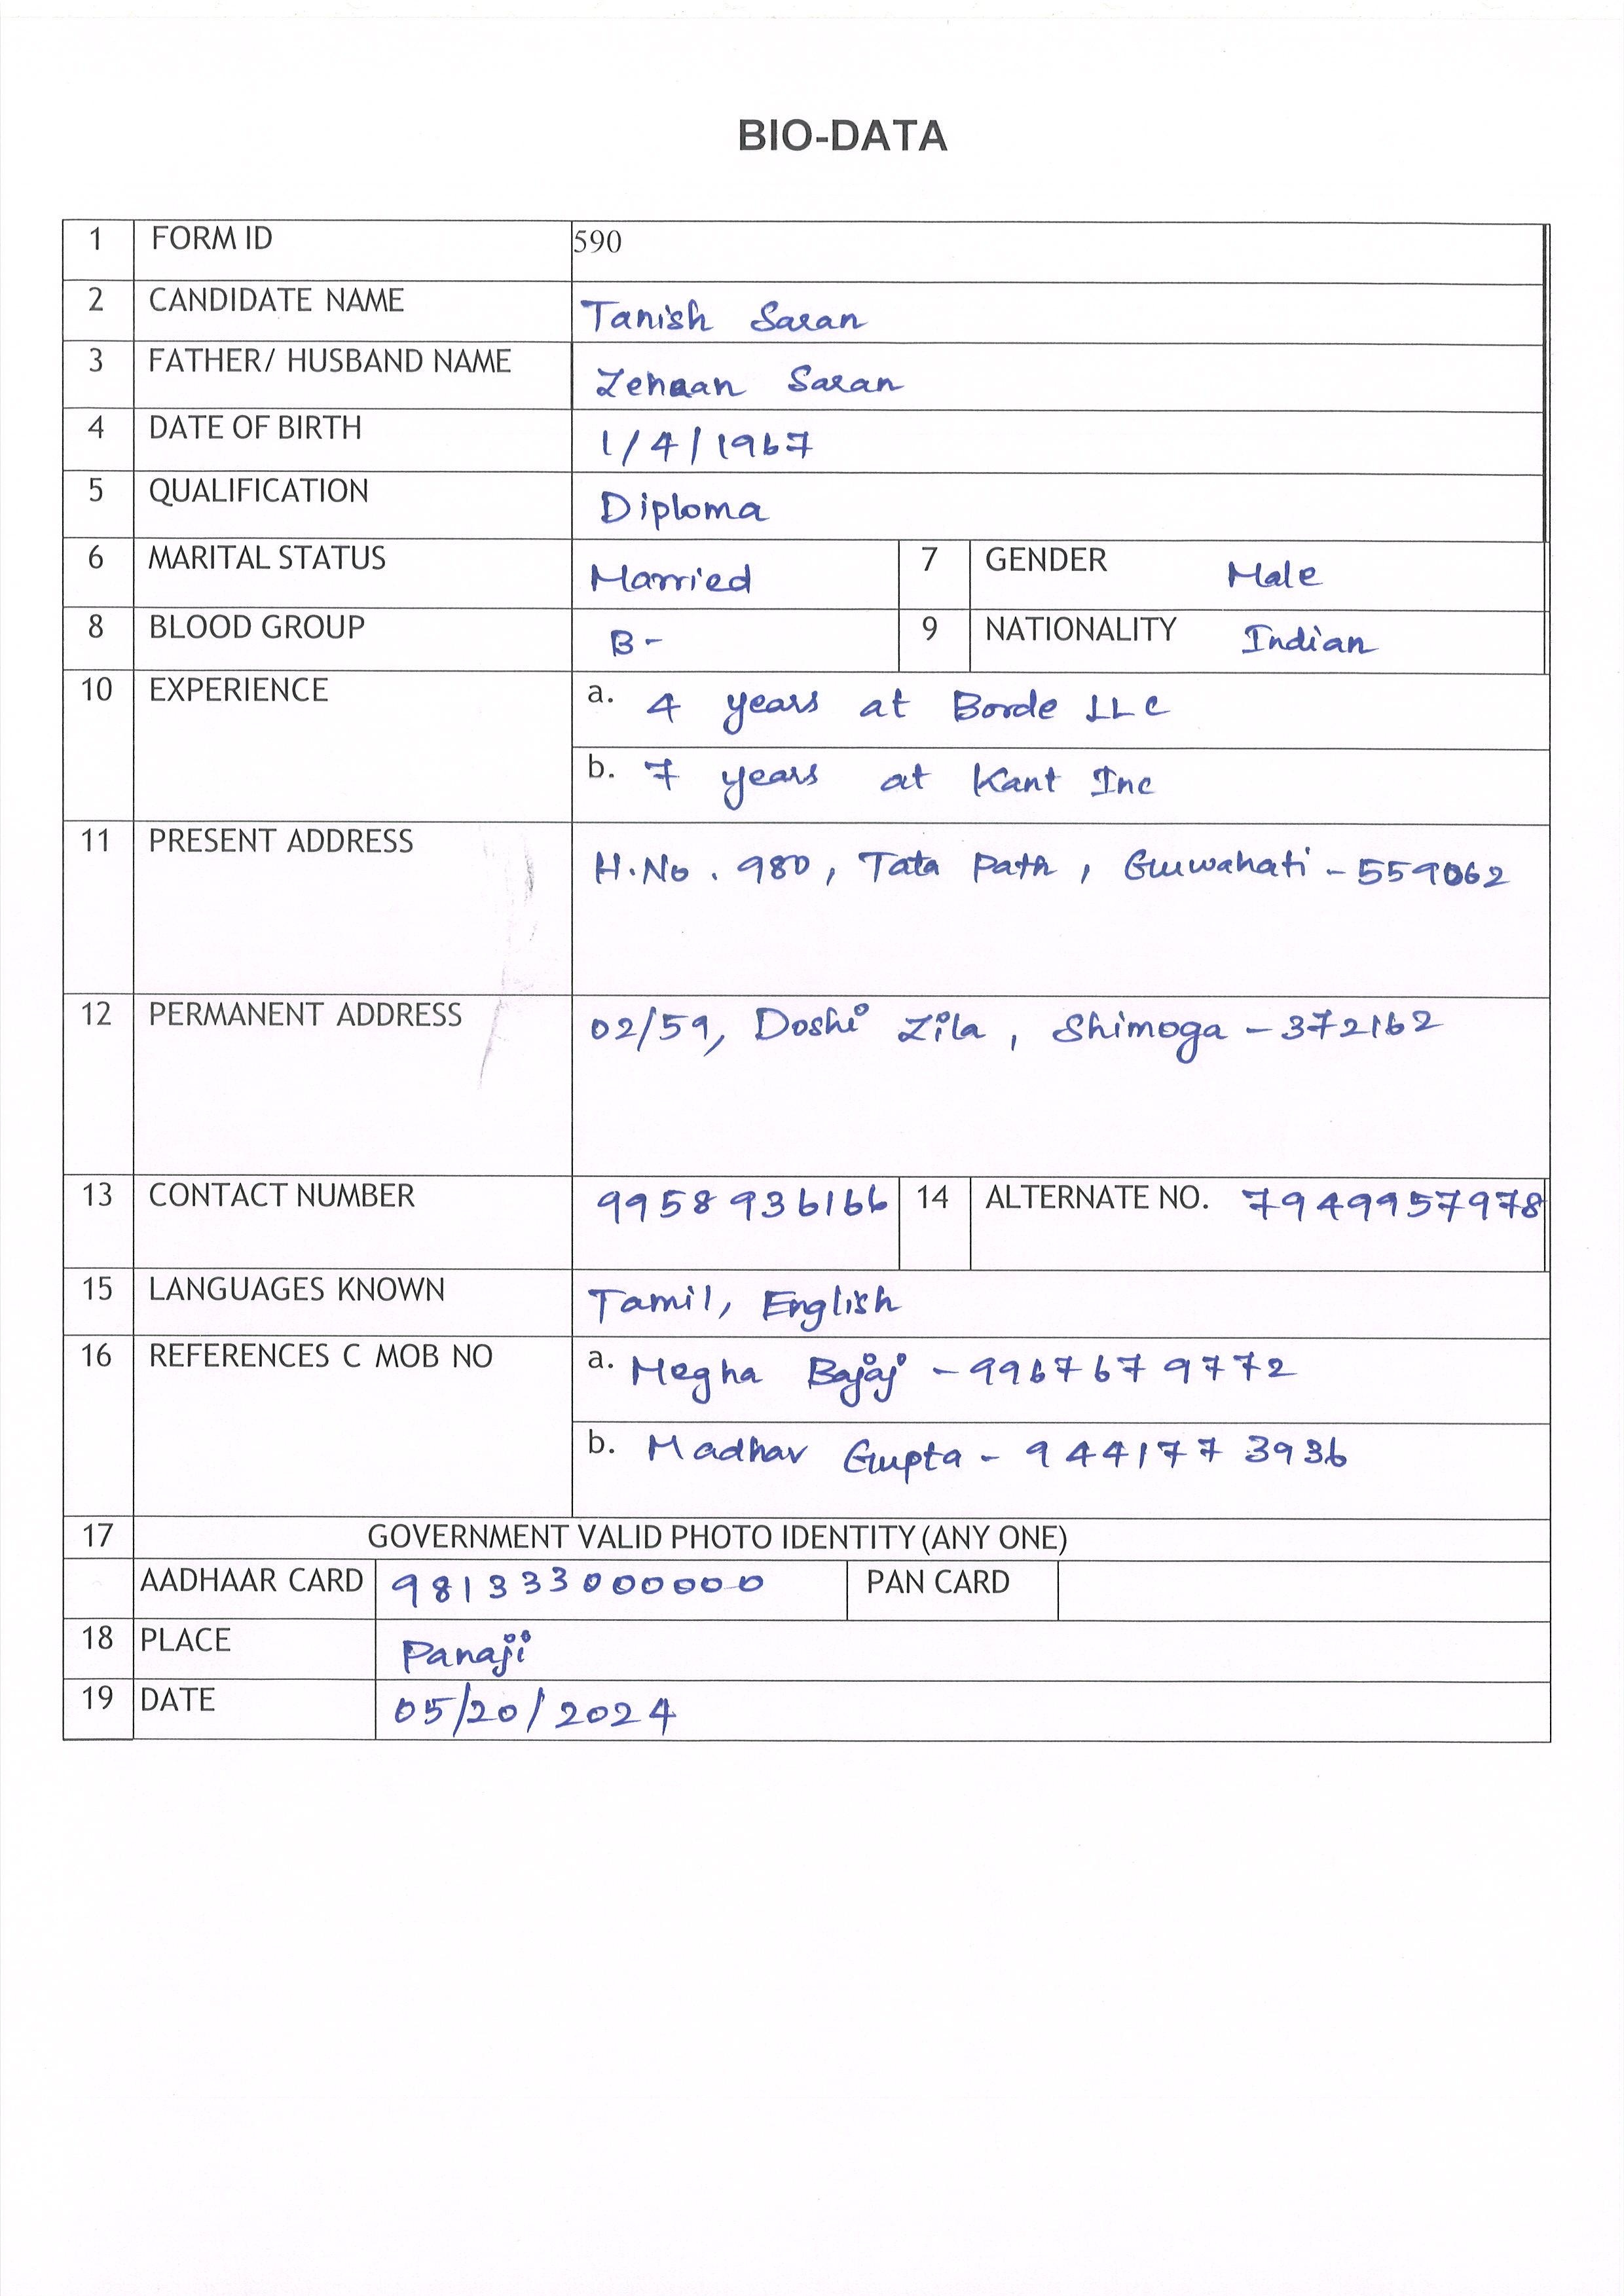 BIO-DATA
1 FORM ID 590
2 CANDIDATE NAME Tanish Saran
3 FATHER/ HUSBAND NAME Zehaan Saran
4 DATE OF BIRTH 1/4/1967
5 QUALIFICATION Diploma
6 MARITAL STATUS Married 7 GENDER Male
8 BLOOD GROUP B- 9 NATIONALITY Indian
10 EXPERIENCE a. 4 years at Borde LLC
b. 7 years at Kant Inc
11 PRESENT ADDRESS H.No. 980, Tata Path, Guwahati - 559062
12 PERMANENT ADDRESS 02/59, Doshi Zila, Shimoga - 372162
13 CONTACT NUMBER 9958936166 14 ALTERNATE NO. 7949957978
15 LANGUAGES KNOWN Tamil, English
16 REFERENCES C MOB NO a. Megha Bajaj - 9967679772
b. Madhav Gupta - 9441773936
17 GOVERNMENT VALID PHOTO IDENTITY (ANY ONE)
AADHAAR CARD 981333000000 PAN CARD
18 PLACE Panaji
19 DATE 05/20/2024